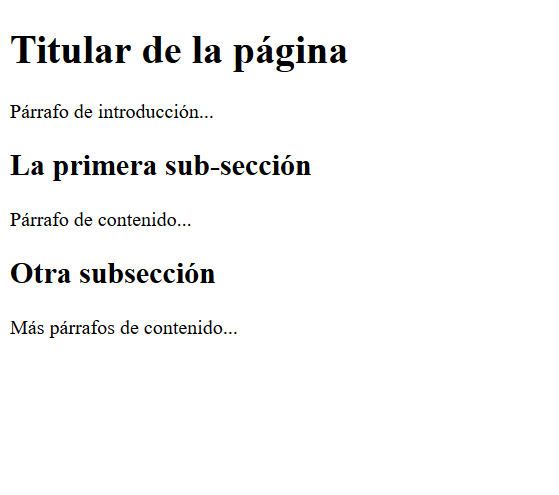 Titular de la página
Párrafo de introducción...
La primera sub-sección
Párrafo de contenido...
Otra subsección
Más párrafos de contenido...